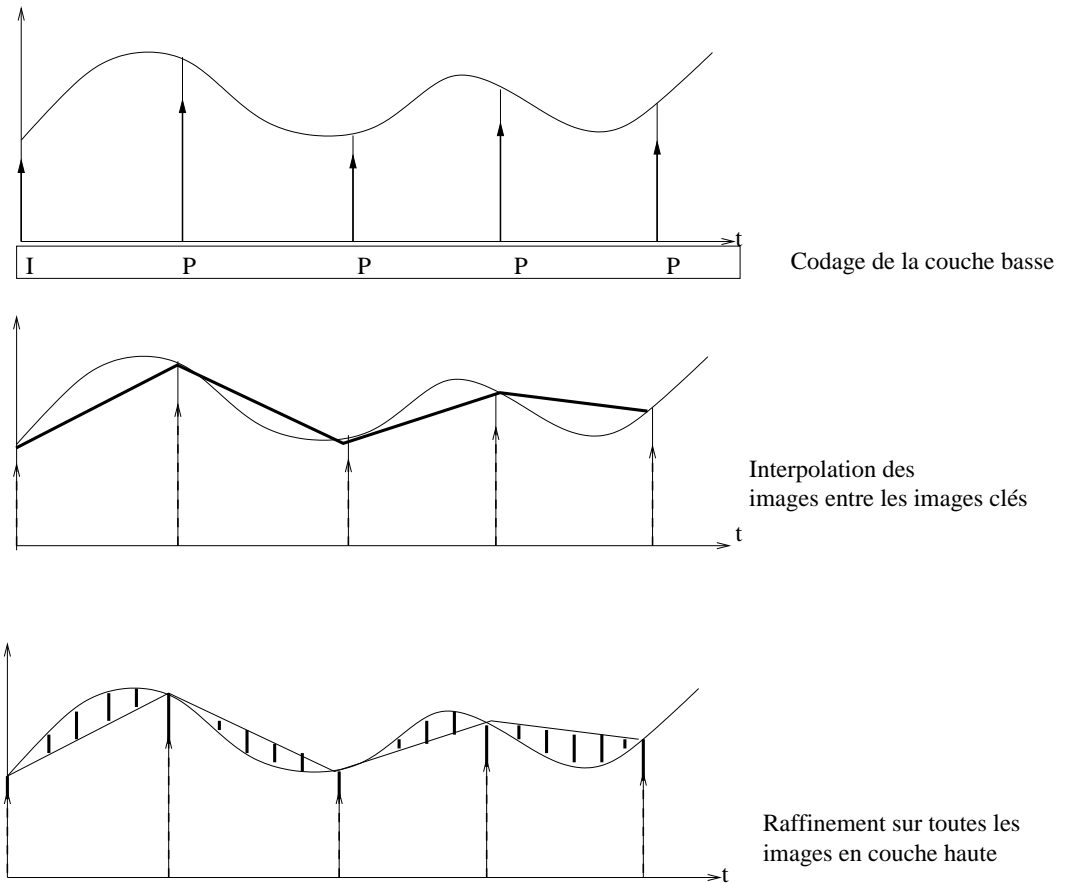 t
I P P P P
Codage de la couche basse
Interpolation des
images entre les images clés
t
Raffinement sur toutes les
images en couche haute
t